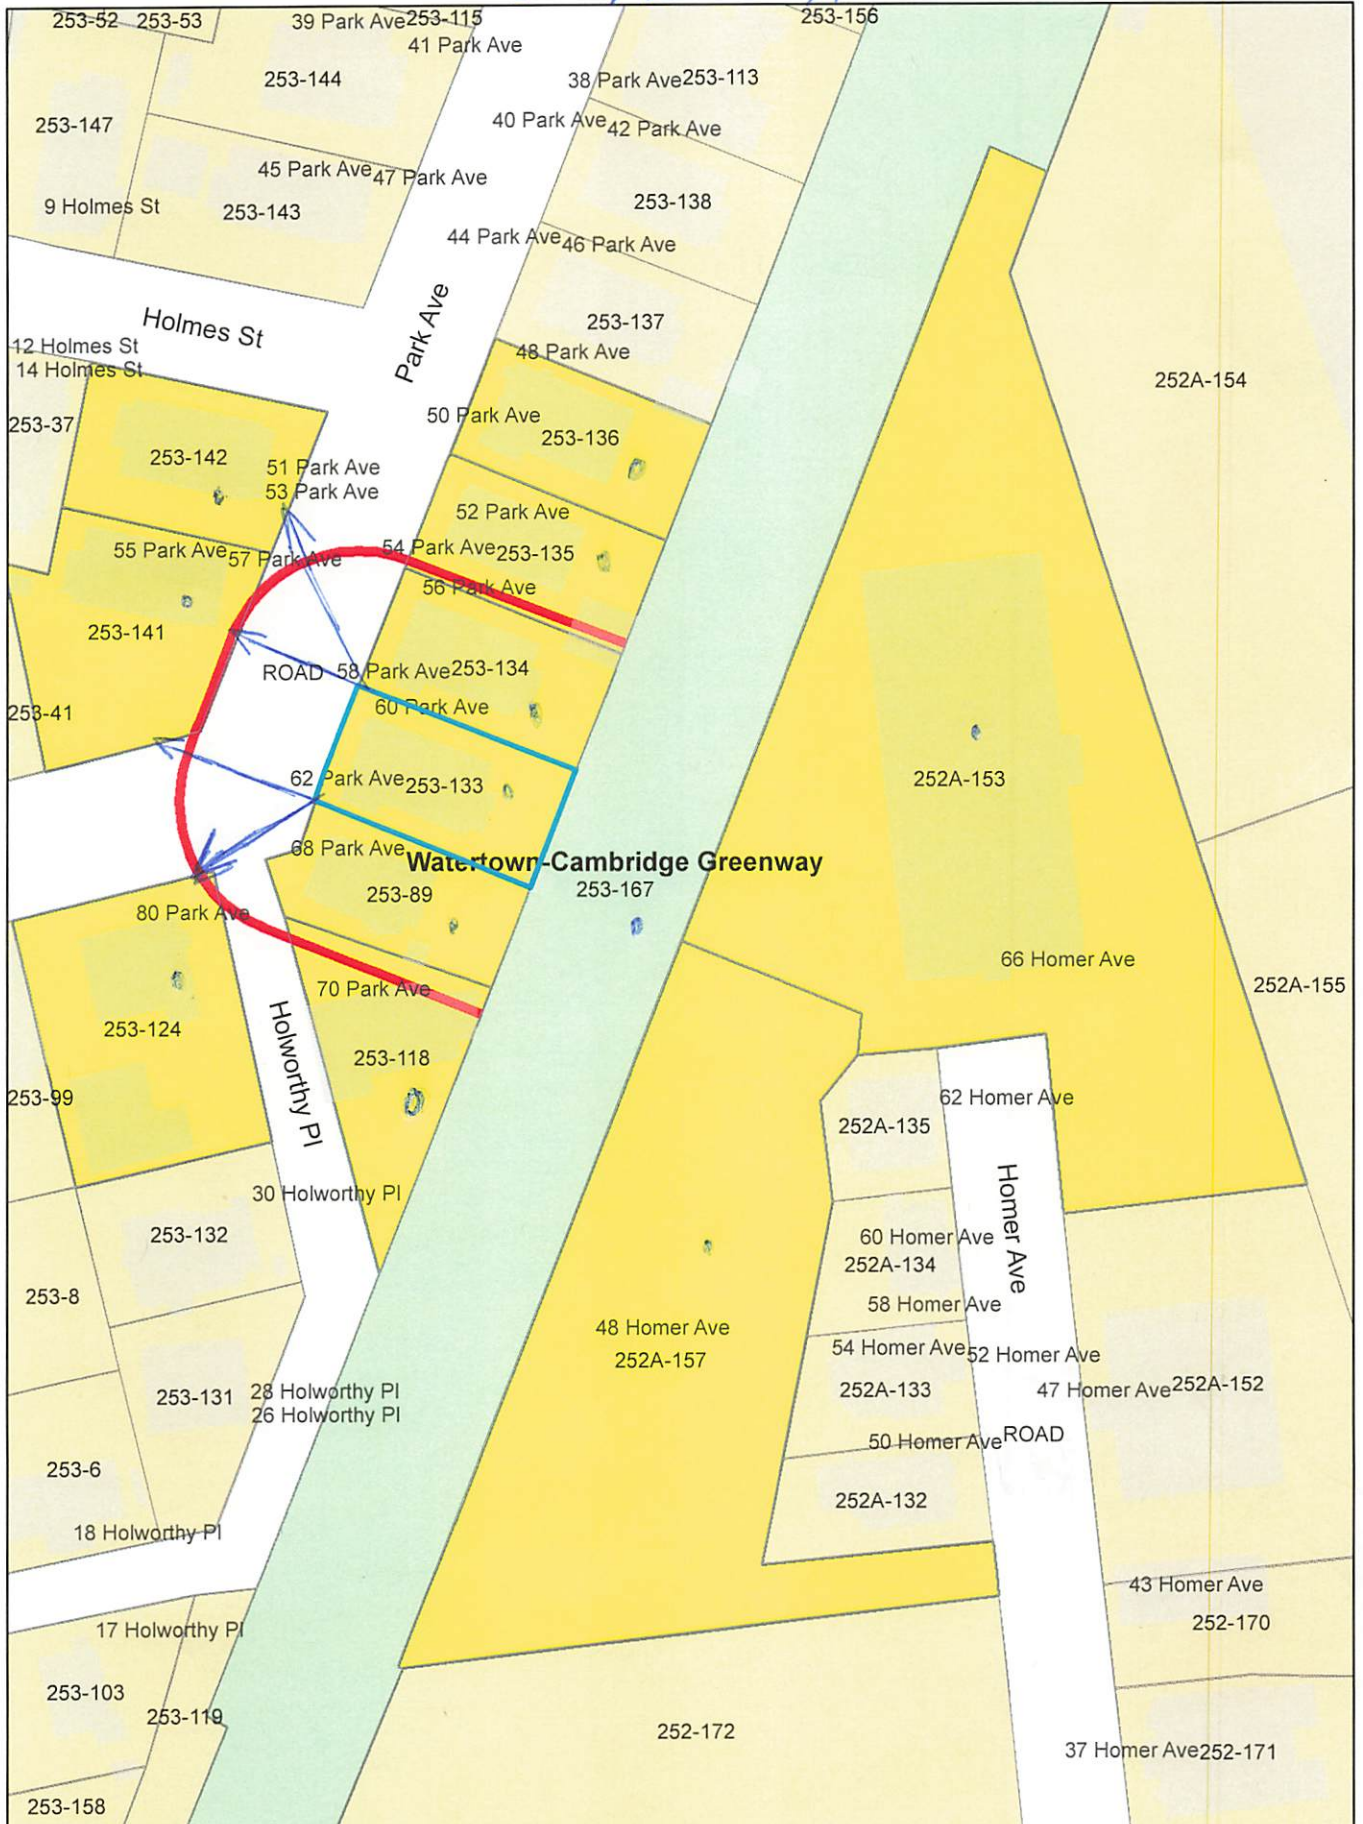 253-52 253-53 39 Park Ave 253-115 253-156
41 Park Ave
253-144 38 Park Ave 253-113
253-147 40 Park Ave 42 Park Ave
45 Park Ave 47 Park Ave
9 Holmes St 253-143 253-138
44 Park Ave 46 Park Ave
Holmes St
Park Ave
253-137
12 Holmes St 48 Park Ave
14 Holmes St 252A-154
253-37 50 Park Ave 253-136
253-142 51 Park Ave
53 Park Ave
52 Park Ave
55 Park Ave 57 Park Ave 54 Park Ave 253-135
56 Park Ave
253-141
ROAD 58 Park Ave 253-134
253-41 60 Park Ave
62 Park Ave 253-133 252A-153
68 Park Ave Watertown-Cambridge Greenway
253-89 253-167
80 Park Ave
66 Homer Ave
70 Park Ave 252A-155
253-124 Holworthy Pl 253-118
253-99 62 Homer Ave
252A-135
30 Holworthy Pl Homer Ave
253-132 60 Homer Ave
252A-134
253-8 58 Homer Ave
48 Homer Ave 54 Homer Ave 52 Homer Ave
252A-157
253-131 28 Holworthy Pl 252A-133 47 Homer Ave 252A-152
26 Holworthy Pl
50 Homer Ave ROAD
253-6
252A-132
18 Holworthy Pl
43 Homer Ave
17 Holworthy Pl 252-170
253-103
253-119 252-172
37 Homer Ave 252-171
253-158